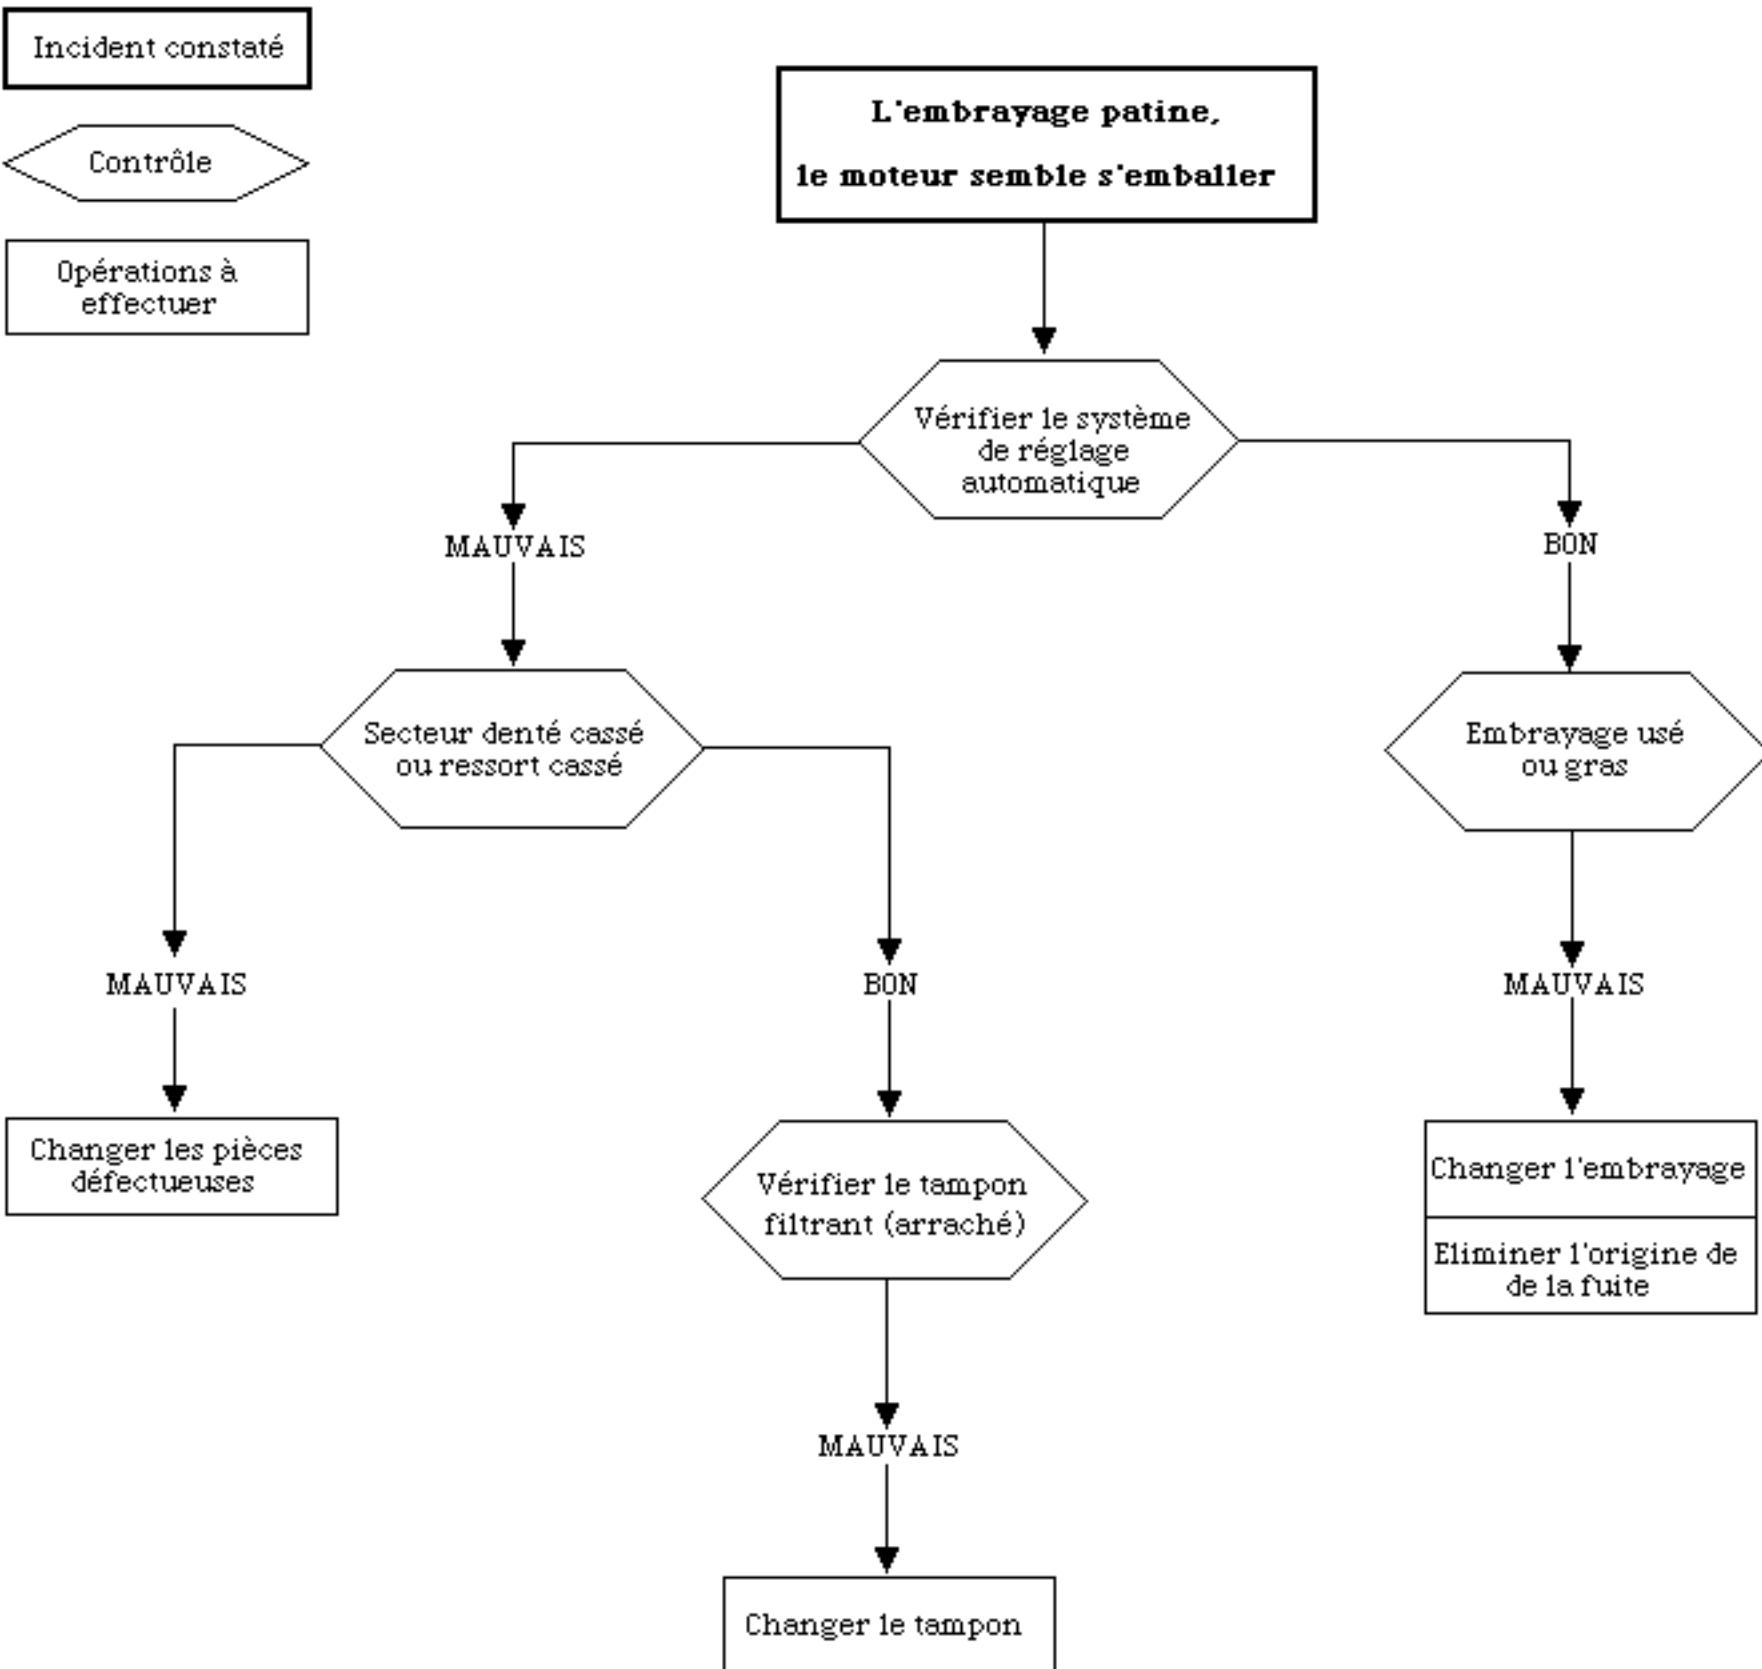 Incident constaté
Contrôle
Opérations à
effectuer
L'embrayage patine,
le moteur semble s'emballer
Vérifier le système
de réglage
automatique
MAUVAIS
BON
Secteur denté cassé
ou ressort cassé
Embrayage usé
ou gras
MAUVAIS
BON
MAUVAIS
Changer les pièces
défectueuses
Vérifier le tampon
filtrant (arraché)
Changer l'embrayage
Eliminer l'origine de
de la fuite
MAUVAIS
Changer le tampon